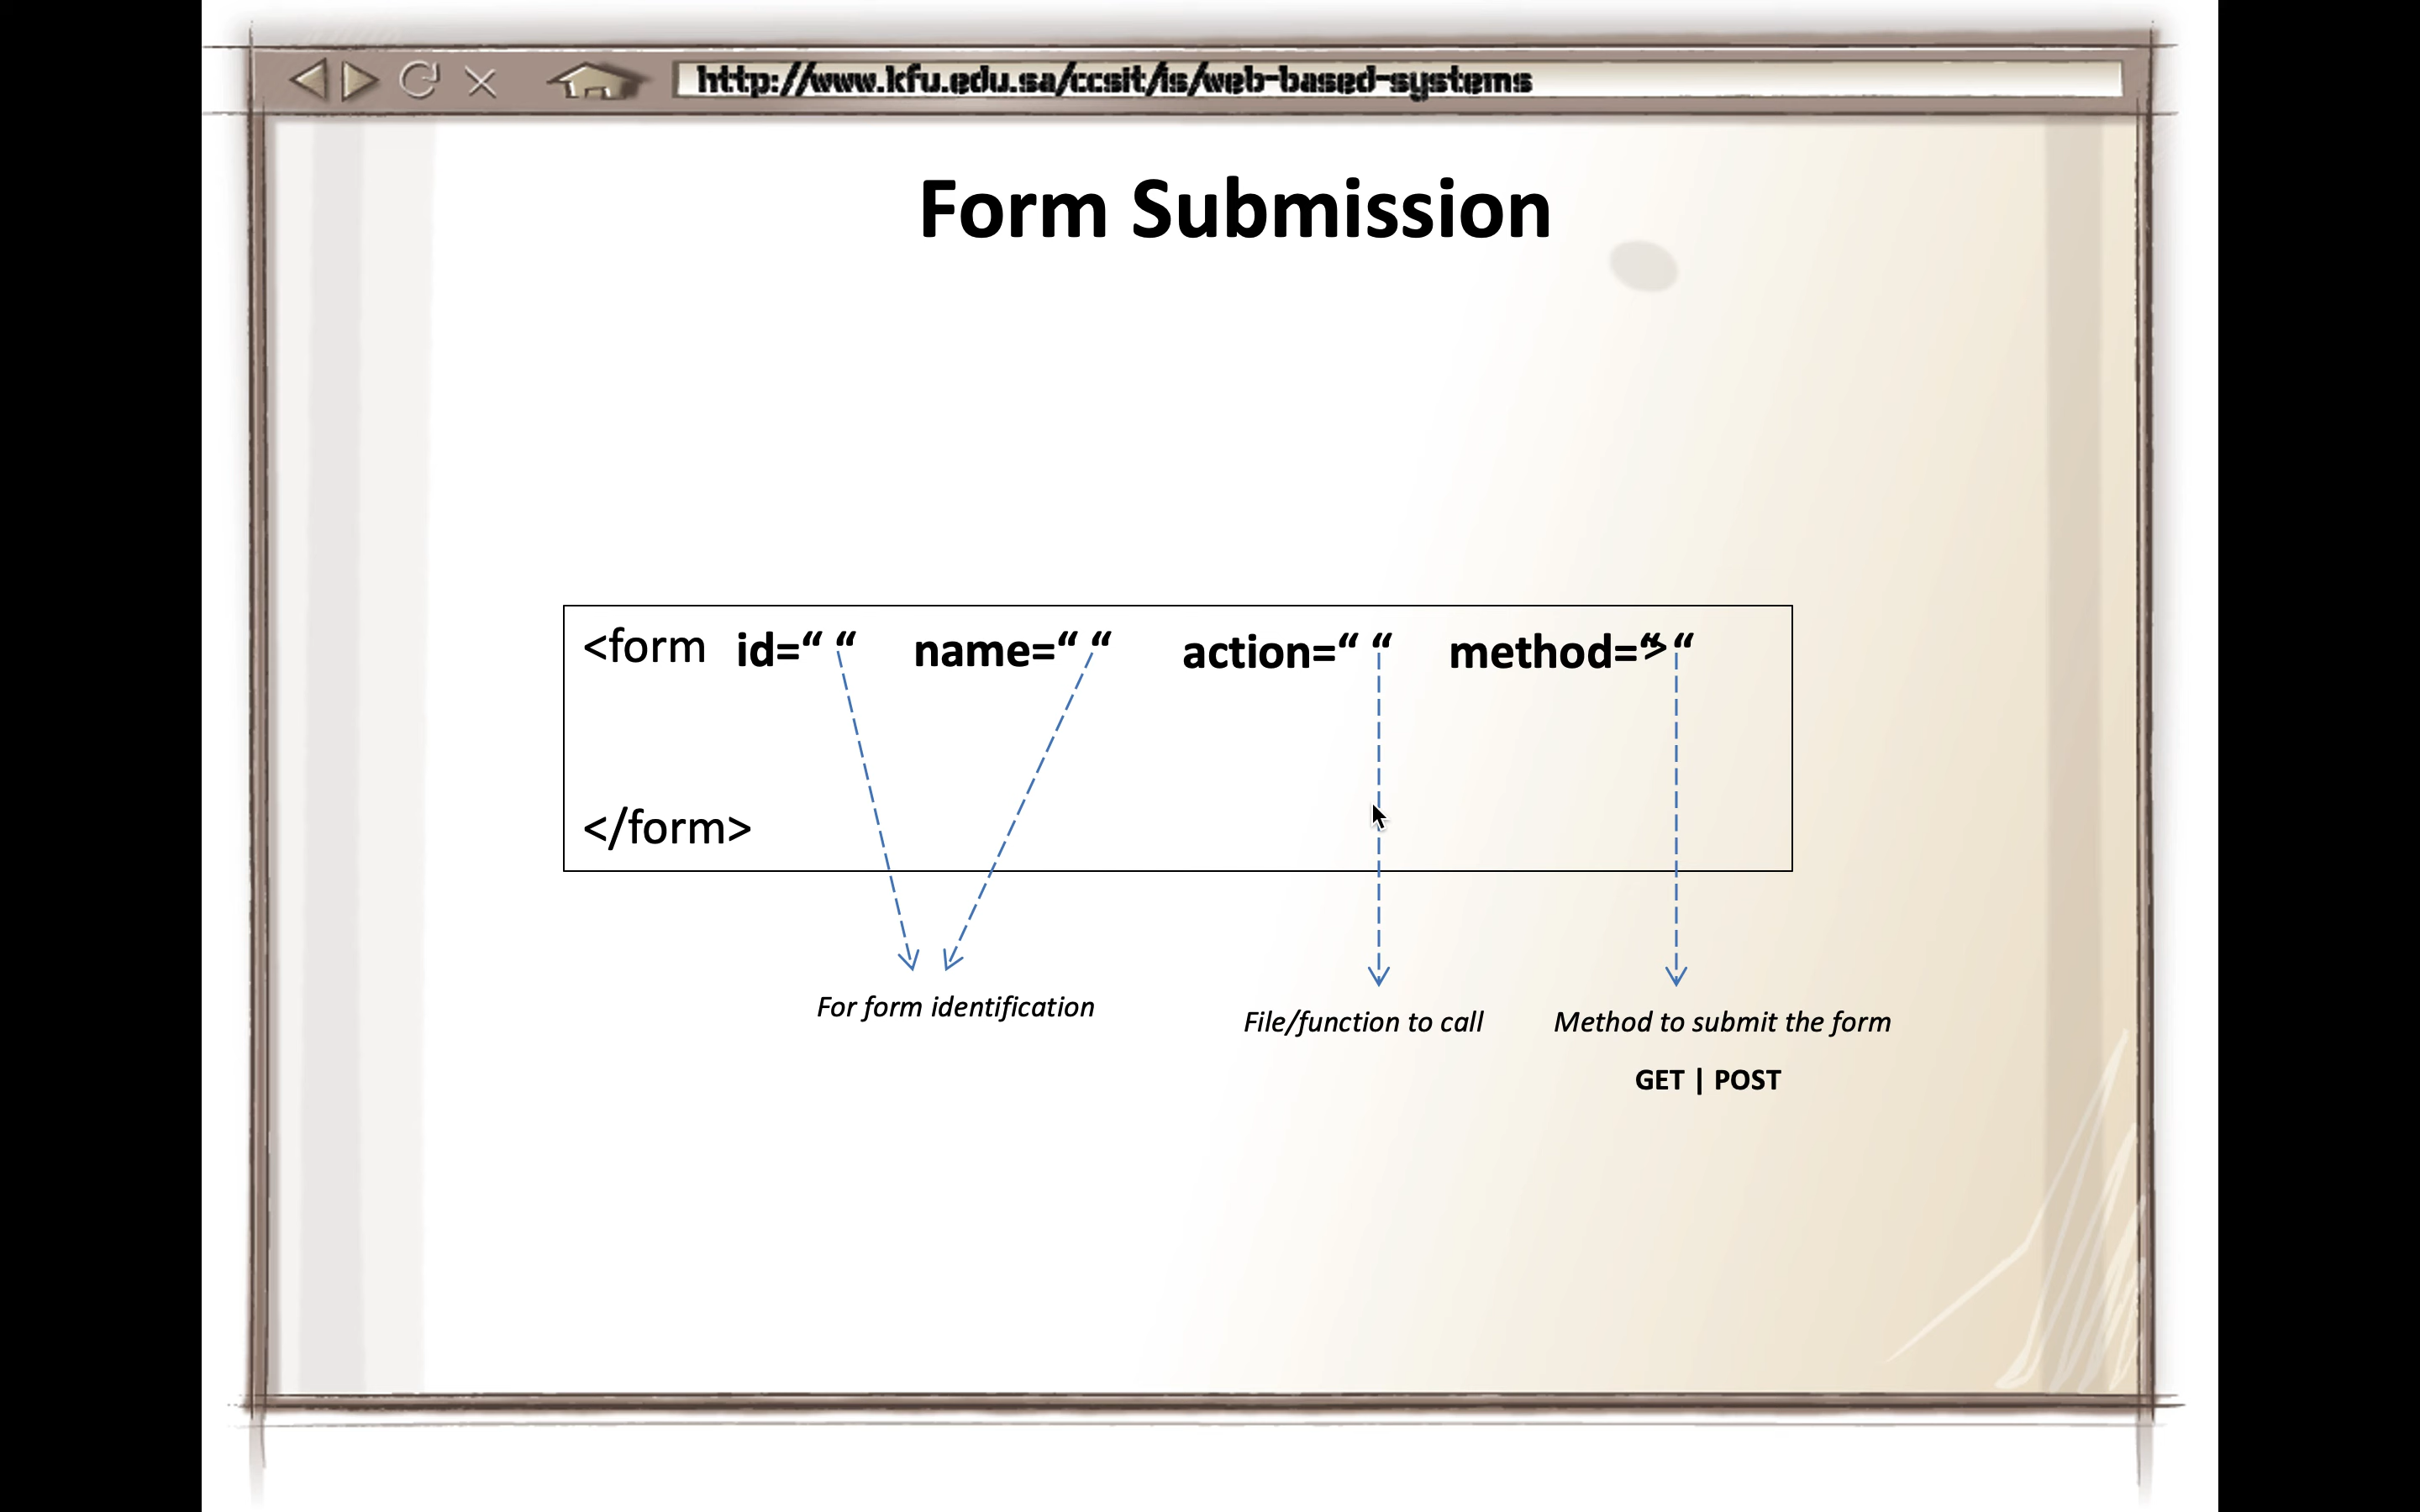 http://www.kfu.edu.sa/ccsit/is/web-based-systems
Form Submission
<form id=“ “ name=“ “ action=“ “ method=“ “>
</form>
For form identification
File/function to call
Method to submit the form
GET | POST